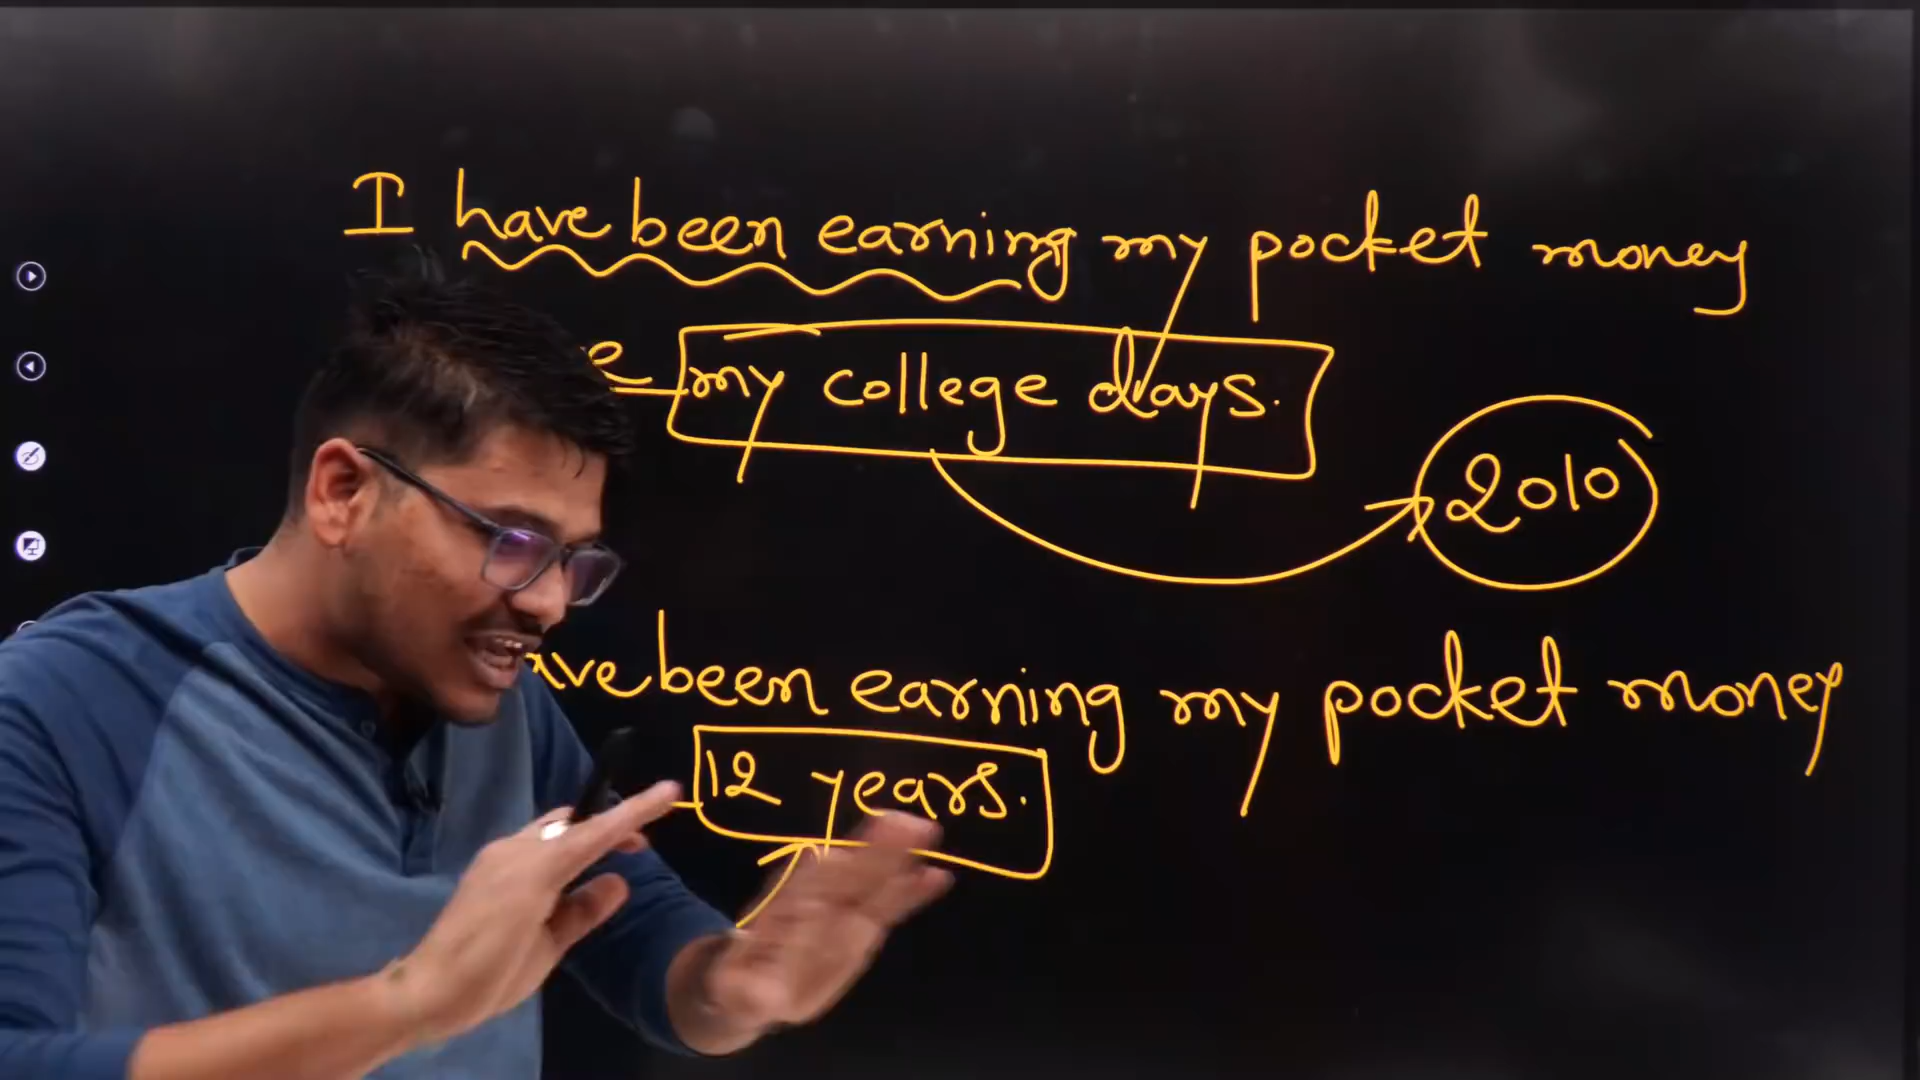 I have been earning my pocket money
my college days.
2010
been earning my pocket money
12 years.